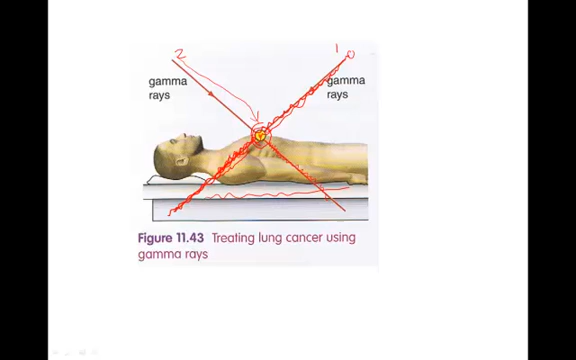 2
1
gamma
rays
gamma
rays
Figure 11.43 Treating lung cancer using
gamma rays